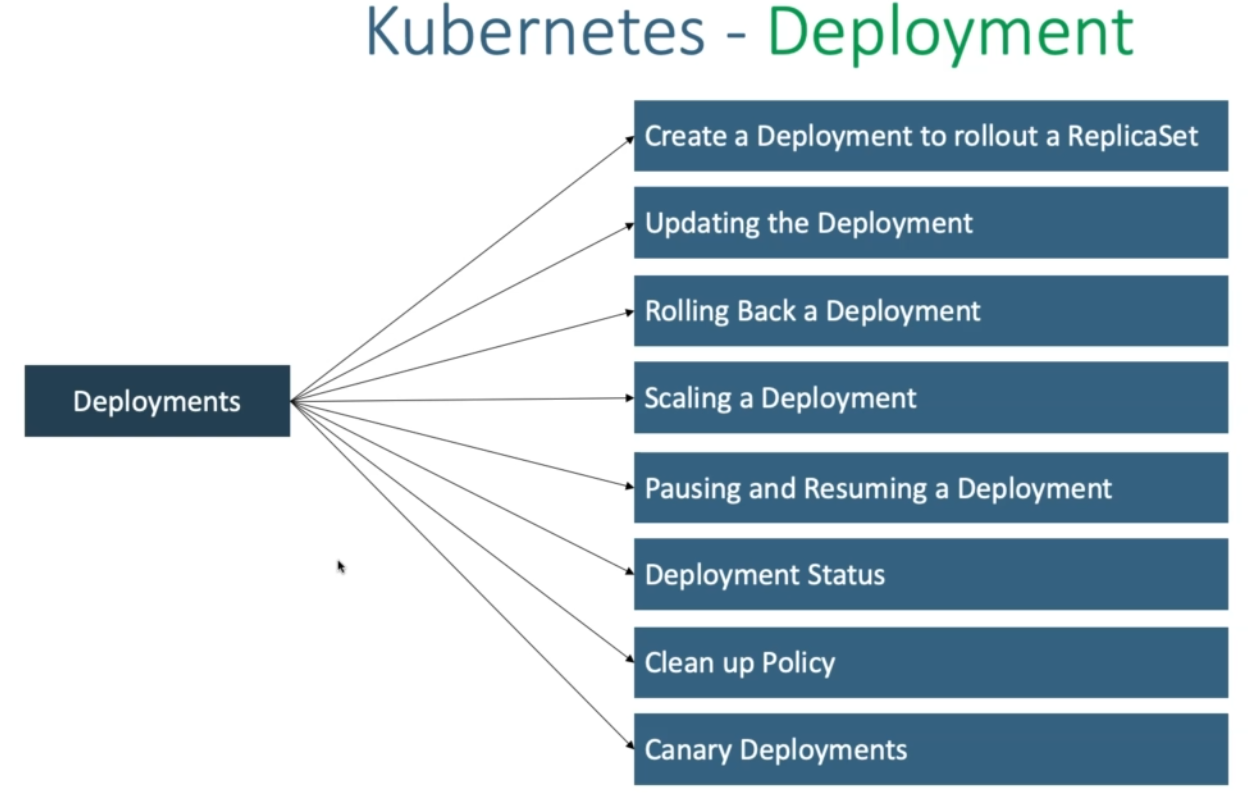 Kubernetes - Deployment
Deployments
Create a Deployment to rollout a ReplicaSet
Updating the Deployment
Rolling Back a Deployment
Scaling a Deployment
Pausing and Resuming a Deployment
Deployment Status
Clean up Policy
Canary Deployments